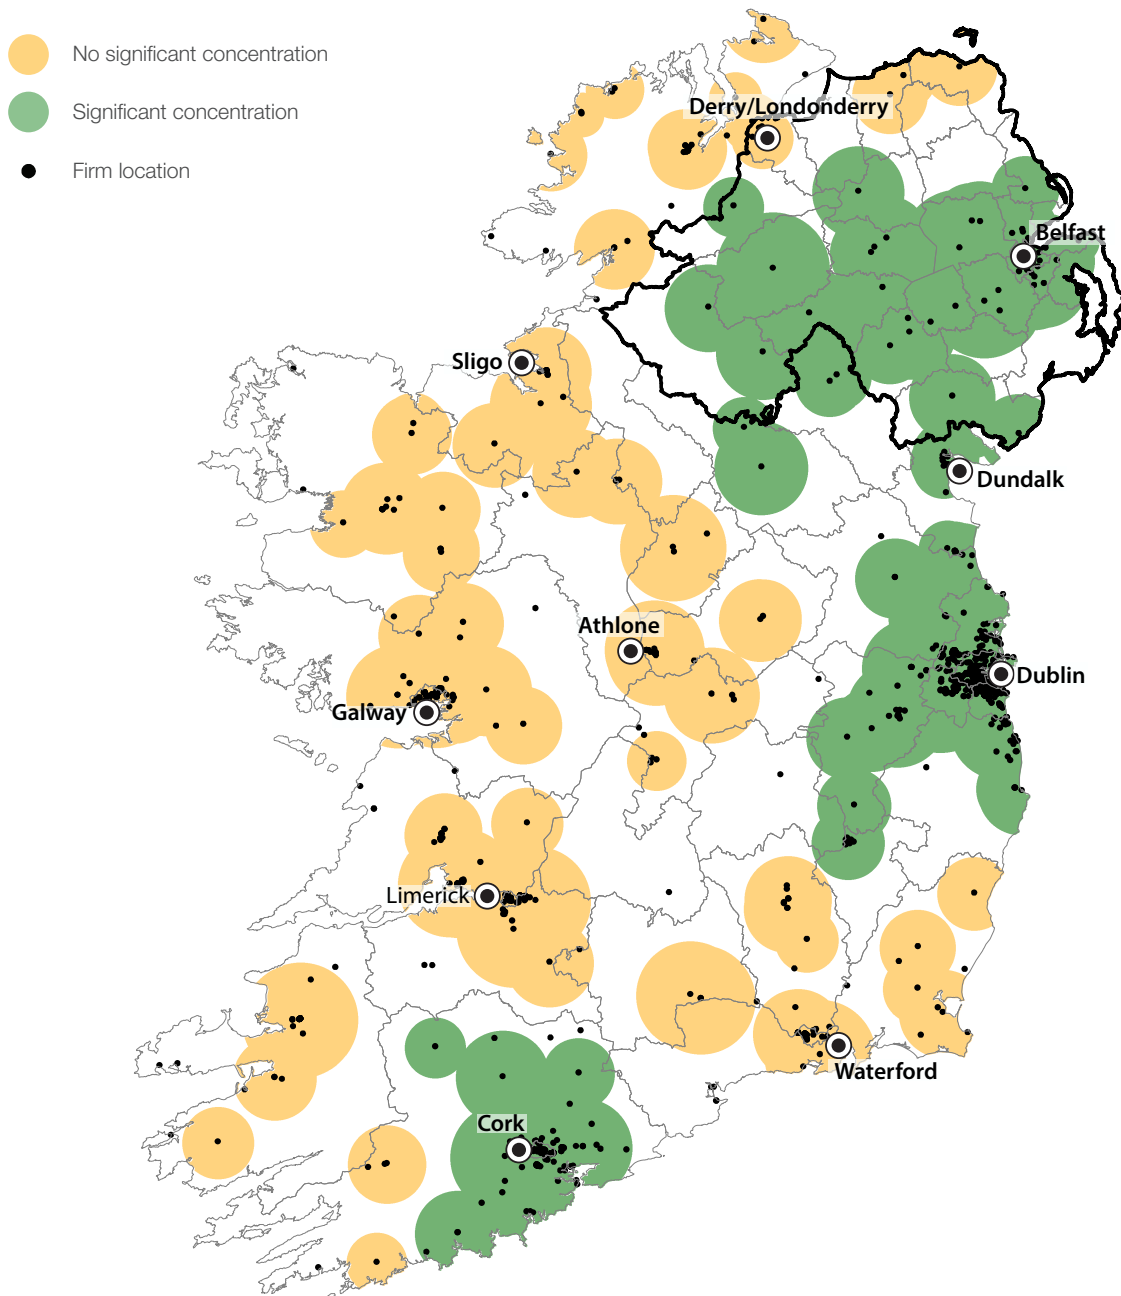 No significant concentration
Significant concentration
Firm location
Derry/Londonderry
Belfast
Sligo
Dundalk
Athlone
Dublin
Galway
Limerick
Waterford
Cork